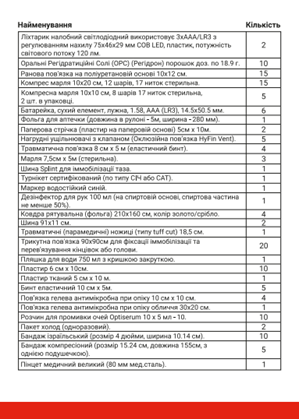 Найменування Кількість
Ліхтарик налобний світлодіодний використовує 3хААА/LR3 з
регулюванням нахилу 75х46х29 мм COB LED, пластик, потужність
світлового потоку 120 лм.
2
Оральні Регідратаційні Солі (ОРС) (Регідрон) порошок доз. по 18.9 г. 10
Ранова пов'язка на поліуретановій основі 10х12 см. 15
Компрес марля 10х20 см, 12 шарів, 17 ниток стерильна. 15
Компресна марля 10х10 см, 8 шарів 17 ниток стерильна,
2 шт. в упаковці.
5
Батарейка, сухий елемент, лужна, 1.5В, ААА (LR3), 14.5х50.5 мм. 6
Фольга для аптечки (довжина в рулоні - 5м, ширина - 280 мм). 1
Паперова стрічка (пластир на паперовій основі) 5см х 10м. 2
Нагрудні ущільнювачі з клапаном (Оклюзійна пов'язка HyFin Vent). 5
Травматична пов'язка 8 см х 5 м (еластичний бинт). 4
Марля 7,5см х 5м (стерильна). 3
Шина Splint для іммобілізації таза. 1
Турнікет сертифікований (по типу СІЧ або САТ). 1
Маркер водостійкий синій. 1
Дезінфектор для рук 100 мл (на спиртовій основі, спиртова частина
не менше 50%).
1
Ковдра рятувальна (фольга) 210х160 см, колір золото/срібло. 4
Шина 91х11 см. 2
Травматичні (парамедичні) ножиці (типу tuff cut) 18,5 см. 1
Трикутна пов'язка 90х90см для фіксації іммобілізації та
перев'язування кінцівок або голови.
20
Пляшка для води 750 мл з кришкою закруткою. 1
Пластир 6 см х 10см. 10
Пластир тканий 5 см х 10 м. 1
Бинт еластичний 10 см х 5м. 5
Пов'язка гелева антимікробна при опіку 10 см х 10 см. 4
Пов'язка гелева антимікробна при опіку обличчя 30х20 см. 1
Розчин для промивки очей Optiserum 10 х 5 мл - 10. 10
Пакет холод (одноразовий). 2
Бандаж ізраїльський (розмір 4 дюйми, ширина 10.14 см). 10
Бандаж компресіоний (розмір 15.24 см, довжина 155см, з
однією подушечкою).
5
Пінцет медичний великий (80 мм мед.сталь). 1